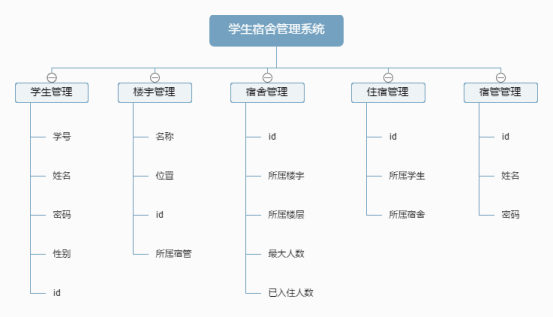 学生宿舍管理系统
学生管理
学号
姓名
密码
性别
id
楼宇管理
名称
位置
id
所属宿管
宿舍管理
id
所属楼宇
所属楼层
最大人数
已入住人数
住宿管理
id
所属学生
所属宿舍
宿管管理
id
姓名
密码